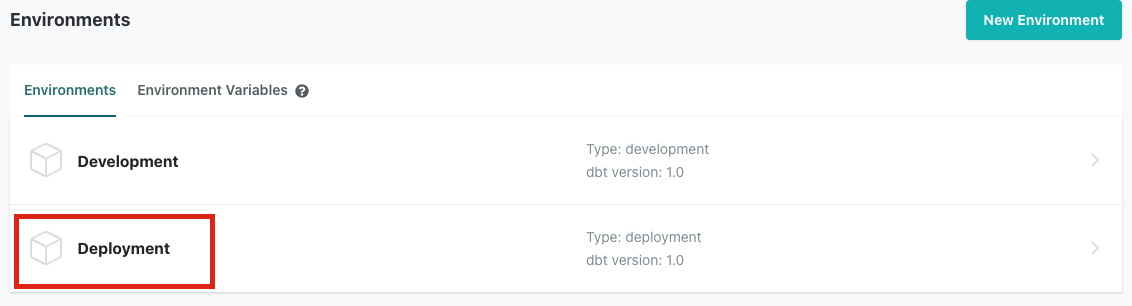 Environments
New Environment
Environments
Environment Variables ?
Development
Type: development
dbt version: 1.0
Deployment
Type: deployment
dbt version: 1.0